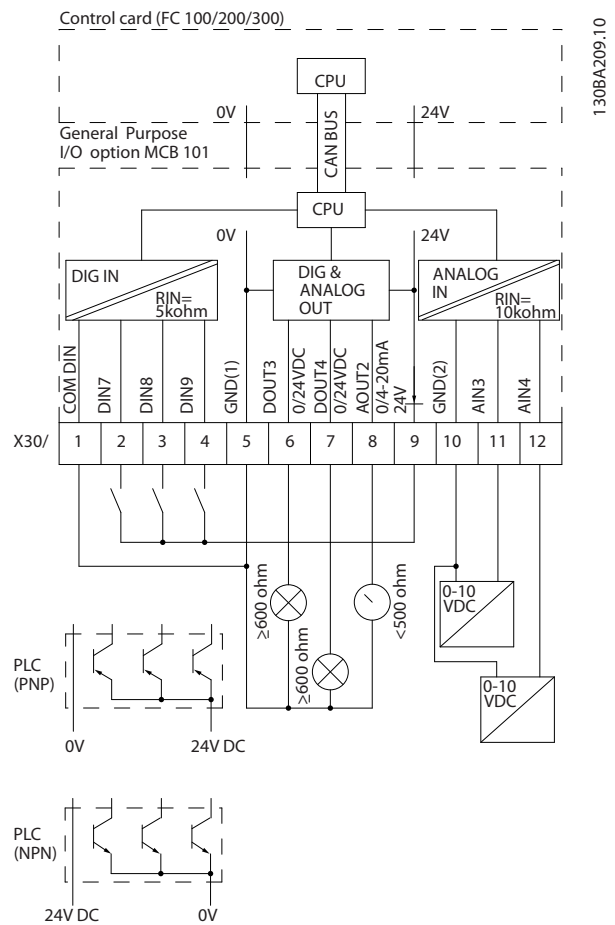 Control card (FC 100/200/300)
130BA209.10
CPU
0V
24V
General Purpose
I/O option MCB 101
CAN BUS
CPU
0V
24V
DIG IN
RIN=
5kohm
DIG &
ANALOG
OUT
ANALOG
IN
RIN=
10kohm
COM DIN
DIN7
DIN8
DIN9
GND(1)
DOUT3
0/24VDC
DOUT4
0/24VDC
AOUT2
0/4-20mA
24V
GND(2)
AIN3
AIN4
X30/
1
2
3
4
5
6
7
8
9
10
11
12
≥600 ohm
≥600 ohm
<500 ohm
0-10
VDC
0-10
VDC
PLC
(PNP)
0V
24V DC
PLC
(NPN)
24V DC
0V